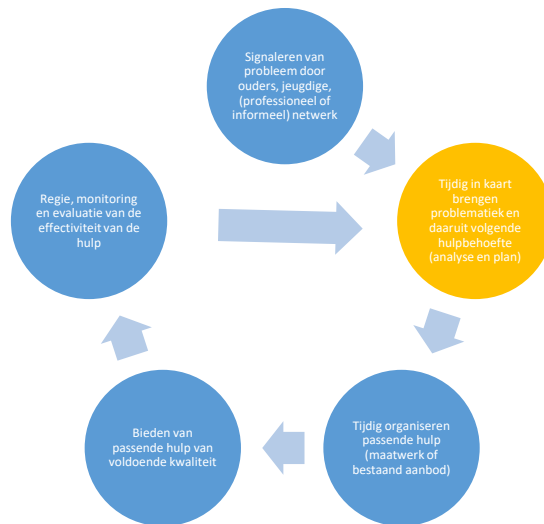 Signaleren van
probleem door
ouders, jeugdige,
(professioneel of
informeel) netwerk
Tijdig in kaart
brengen
problematiek en
daaruit volgende
hulpbehoefte
(analyse en plan)
Tijdig organiseren
passende hulp
(maatwerk of
bestaand aanbod)
Bieden van
passende hulp van
voldoende kwaliteit
Regie, monitoring
en evaluatie van de
effectiviteit van de
hulp